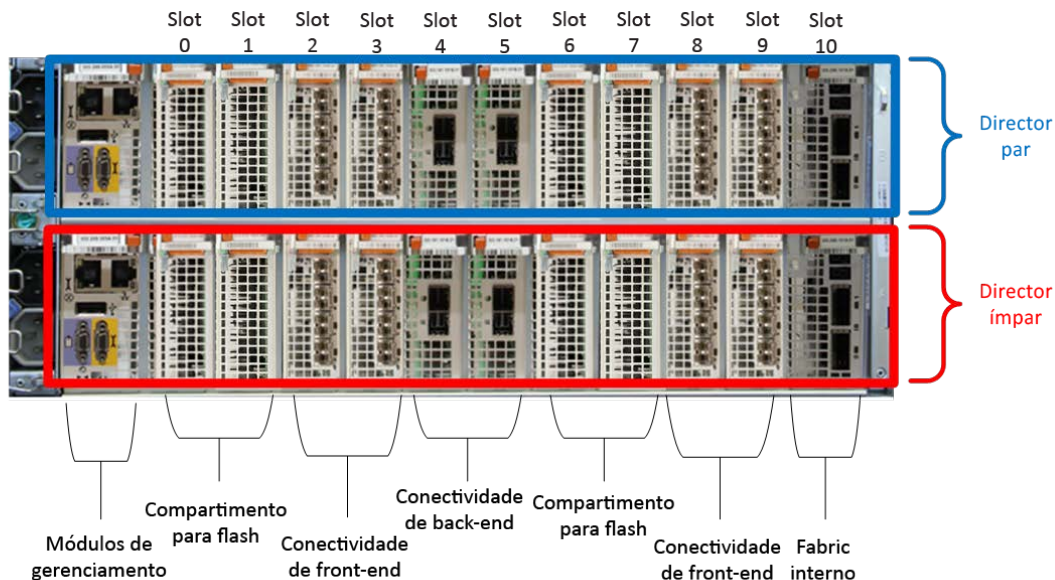 Slot 0
Slot 1
Slot 2
Slot 3
Slot 4
Slot 5
Slot 6
Slot 7
Slot 8
Slot 9
Slot 10
Director
par
Director
ímpar
Módulos de
gerenciamento
Compartimento
para flash
Conectividade
de front-end
Conectividade
de back-end
Compartimento
para flash
Conectividade
de front-end
Fabric
interno